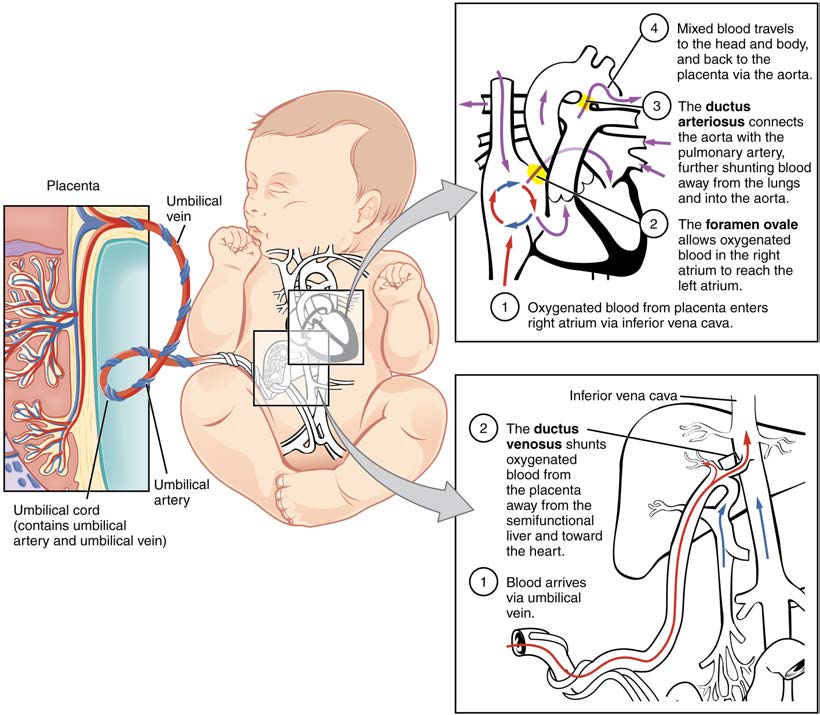 Placenta
Umbilical
vein
Umbilical
artery
Umbilical cord
(contains umbilical
artery and umbilical vein)
4
Mixed blood travels
to the head and body,
and back to the
placenta via the aorta.
3
The ductus
arteriosus connects
the aorta with the
pulmonary artery,
further shunting blood
away from the lungs
and into the aorta.
2
The foramen ovale
allows oxygenated
blood in the right
atrium to reach the
left atrium.
1
Oxygenated blood from placenta enters
right atrium via inferior vena cava.
Inferior vena cava
2
The ductus
venosus shunts
oxygenated
blood from
the placenta
away from the
semifunctional
liver and toward
the heart.
1
Blood arrives
via umbilical
vein.